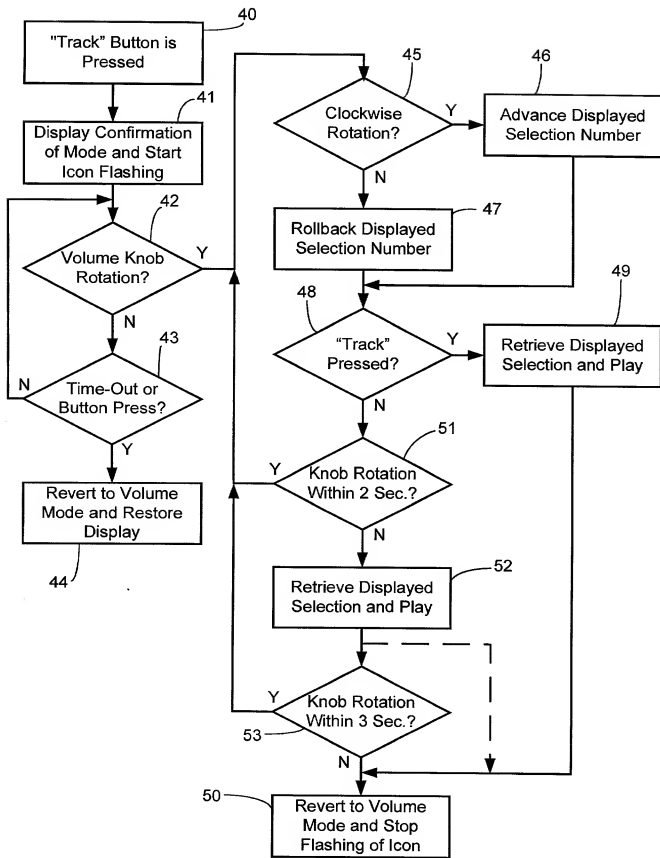 40
"Track" Button is
Pressed
41
Display Confirmation
of Mode and Start
Icon Flashing
42
Volume Knob
Rotation?
Y
N
43
Time-Out or
Button Press?
N
Y
Revert to Volume
Mode and Restore
Display
44
45
Clockwise
Rotation?
Y
N
46
Advance Displayed
Selection Number
47
Rollback Displayed
Selection Number
48
“Track”
Pressed?
Y
N
49
Retrieve Displayed
Selection and Play
51
Knob Rotation
Within 2 Sec.?
Y
N
52
Retrieve Displayed
Selection and Play
Knob Rotation
Within 3 Sec.?
53
Y
N
50
Revert to Volume
Mode and Stop
Flashing of Icon